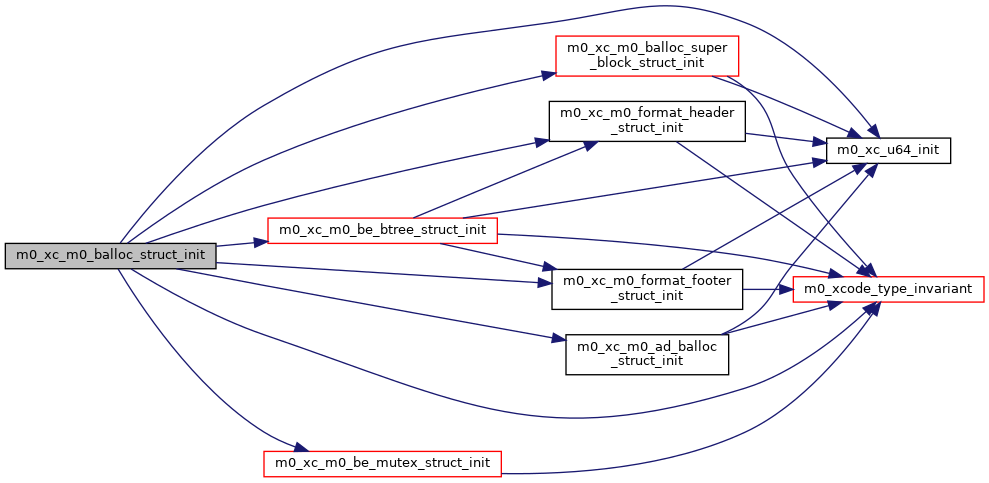 m0_xc_m0_balloc_super
_block_struct_init
m0_xc_m0_format_header
_struct_init
m0_xc_u64_init
m0_xc_m0_be_btree_struct_init
m0_xc_m0_balloc_struct_init
m0_xc_m0_format_footer
_struct_init
m0_xcode_type_invariant
m0_xc_m0_ad_balloc
_struct_init
m0_xc_m0_be_mutex_struct_init